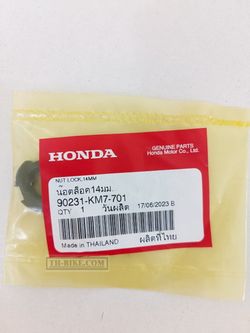 HONDA
GENUINE PARTS
Honda Motor Co., Ltd.
NUT LOCK,14MM
น๊อตล็อค14มม.
90231-KM7-701
QTY 1 วันผลิต 17/06/2023 B
Made in THAILAND ผลิตที่ไทย
TH-BIKE.COM